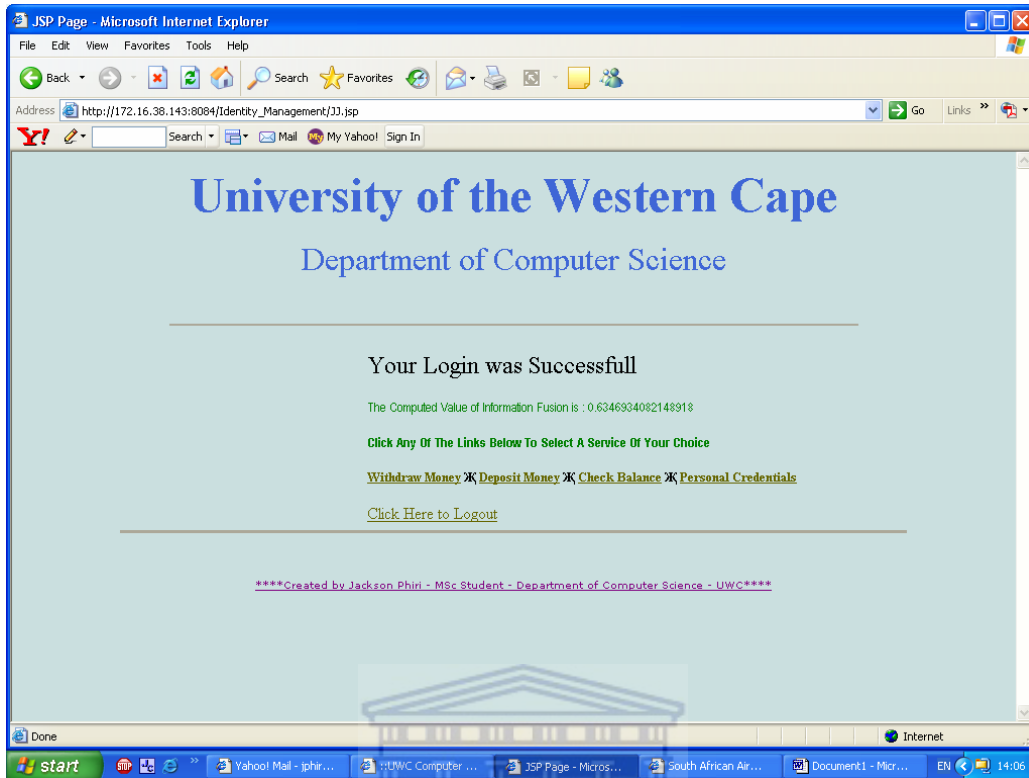 JSP Page - Microsoft Internet Explorer
File Edit View Favorites Tools Help
Back Search Favorites
Address http://172.16.38.143:8084/Identity_Management/JJ.jsp Go Links »
Y! Search Mail My Yahoo! Sign In
University of the Western Cape
Department of Computer Science
Your Login was Successfull
The Computed Value of Information Fusion is : 0.6346934082148918
Click Any Of The Links Below To Select A Service Of Your Choice
Withdraw Money Ж Deposit Money Ж Check Balance Ж Personal Credentials
Click Here to Logout
****Created by Jackson Phiri - MSc Student - Department of Computer Science - UWC****
Done Internet
start » Yahoo! Mail - jphir... ::UWC Computer ... JSP Page - Micros... South African Air... Document1 - Micr... EN 14:06